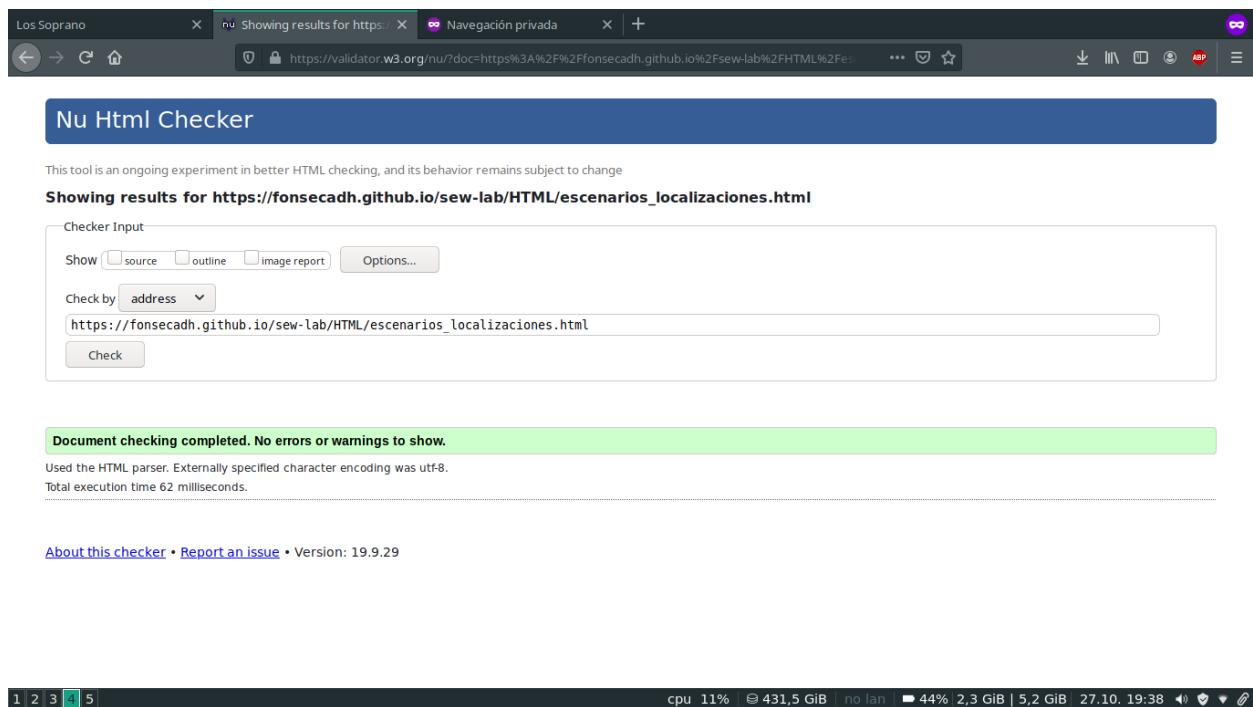 Los Soprano
nu Showing results for https:/
Navegación privada
https://validator.w3.org/nu/?doc=https%3A%2F%2Ffonsecadh.github.io%2Fsew-lab%2FHTML%2Fes
ABP
Nu Html Checker
This tool is an ongoing experiment in better HTML checking, and its behavior remains subject to change
Showing results for https://fonsecadh.github.io/sew-lab/HTML/escenarios_localizaciones.html
Checker Input
Show source outline image report Options...
Check by address
https://fonsecadh.github.io/sew-lab/HTML/escenarios_localizaciones.html
Check
Document checking completed. No errors or warnings to show.
Used the HTML parser. Externally specified character encoding was utf-8.
Total execution time 62 milliseconds.
About this checker • Report an issue • Version: 19.9.29
1 2 3 4 5 cpu 11% 431,5 GiB no lan 44% 2,3 GiB | 5,2 GiB 27.10. 19:38